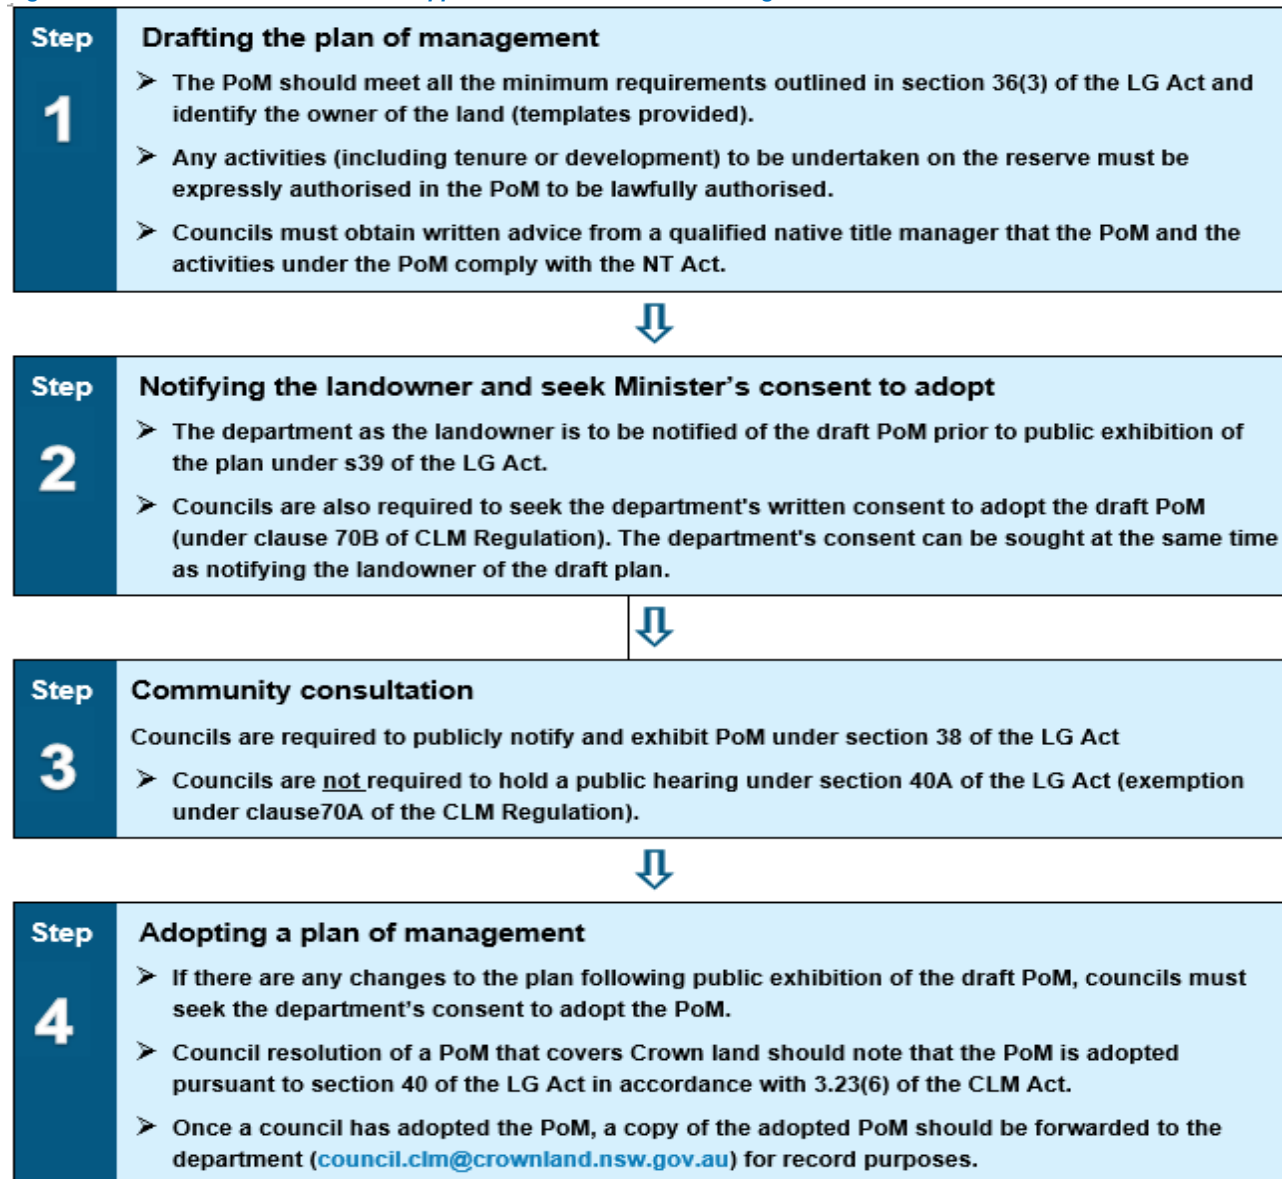 Step
1
Drafting the plan of management
➤ The PoM should meet all the minimum requirements outlined in section 36(3) of the LG Act and
identify the owner of the land (templates provided).
➤ Any activities (including tenure or development) to be undertaken on the reserve must be
expressly authorised in the PoM to be lawfully authorised.
➤ Councils must obtain written advice from a qualified native title manager that the PoM and the
activities under the PoM comply with the NT Act.
Step
2
Notifying the landowner and seek Minister's consent to adopt
➤ The department as the landowner is to be notified of the draft PoM prior to public exhibition of
the plan under s39 of the LG Act.
➤ Councils are also required to seek the department's written consent to adopt the draft PoM
(under clause 70B of CLM Regulation). The department's consent can be sought at the same time
as notifying the landowner of the draft plan.
Step
3
Community consultation
Councils are required to publicly notify and exhibit PoM under section 38 of the LG Act
➤ Councils are not required to hold a public hearing under section 40A of the LG Act (exemption
under clause70A of the CLM Regulation).
Step
4
Adopting a plan of management
➤ If there are any changes to the plan following public exhibition of the draft PoM, councils must
seek the department's consent to adopt the PoM.
➤ Council resolution of a PoM that covers Crown land should note that the PoM is adopted
pursuant to section 40 of the LG Act in accordance with 3.23(6) of the CLM Act.
➤ Once a council has adopted the PoM, a copy of the adopted PoM should be forwarded to the
department (council.clm@crownland.nsw.gov.au) for record purposes.